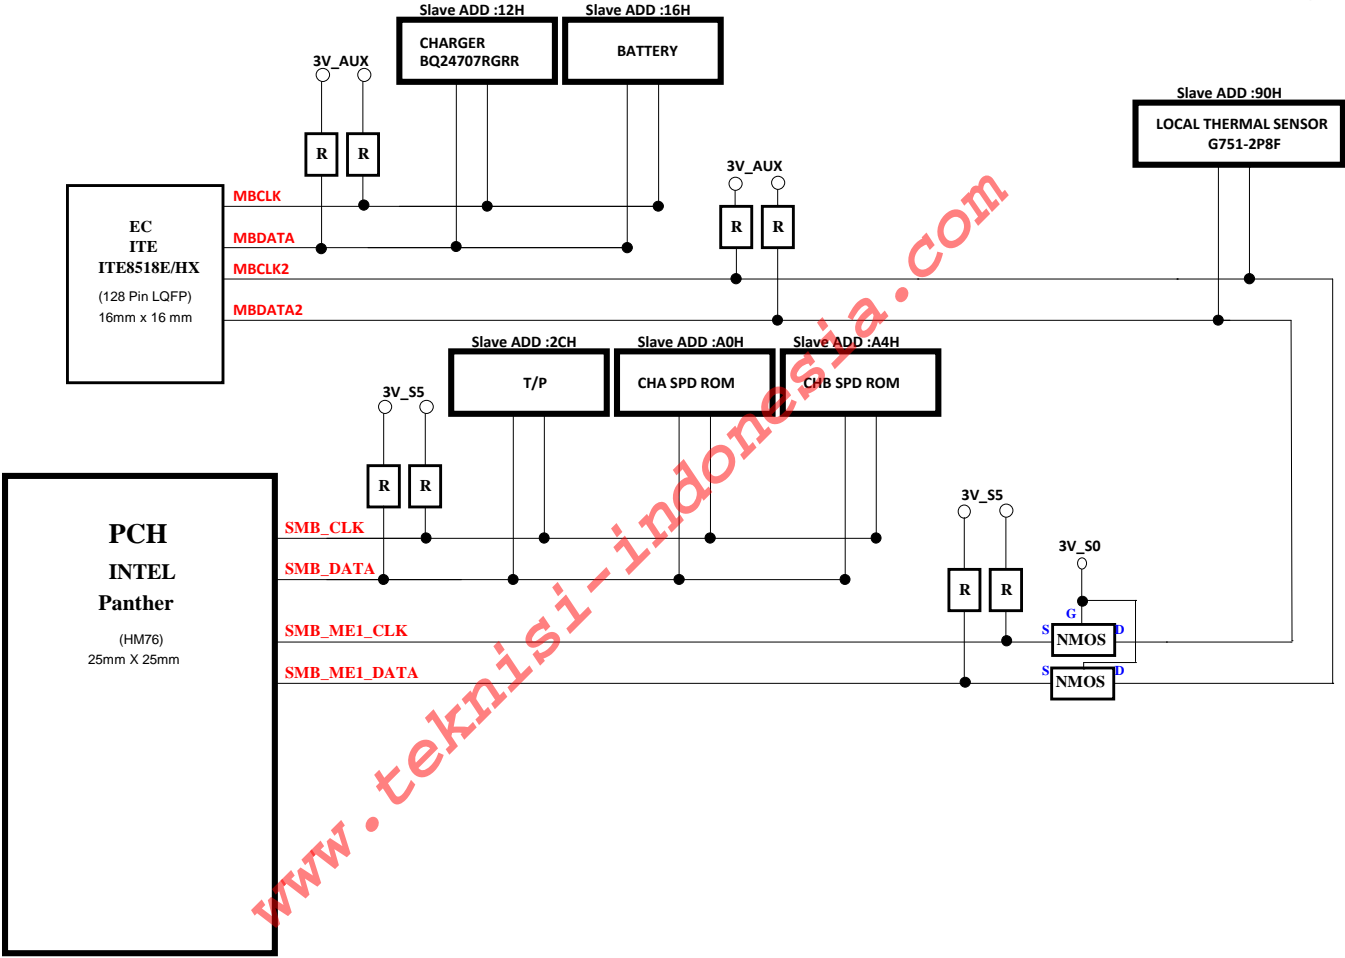 Slave ADD :12H
Slave ADD :16H
CHARGER
BQ24707RGRR
BATTERY
3V_AUX
R
R
Slave ADD :90H
LOCAL THERMAL SENSOR
G751-2P8F
3V_AUX
R
R
EC
ITE
ITE8518E/HX
(128 Pin LQFP)
16mm x 16 mm
MBCLK
MBDATA
MBCLK2
MBDATA2
Slave ADD :2CH
Slave ADD :A0H
Slave ADD :A4H
T/P
CHA SPD ROM
CHB SPD ROM
3V_S5
R
R
PCH
INTEL
Panther
(HM76)
25mm X 25mm
SMB_CLK
SMB_DATA
SMB_ME1_CLK
SMB_ME1_DATA
3V_S5
R
R
3V_S0
G
S
NMOS
D
S
NMOS
D
www.teknisi-indonesia.com